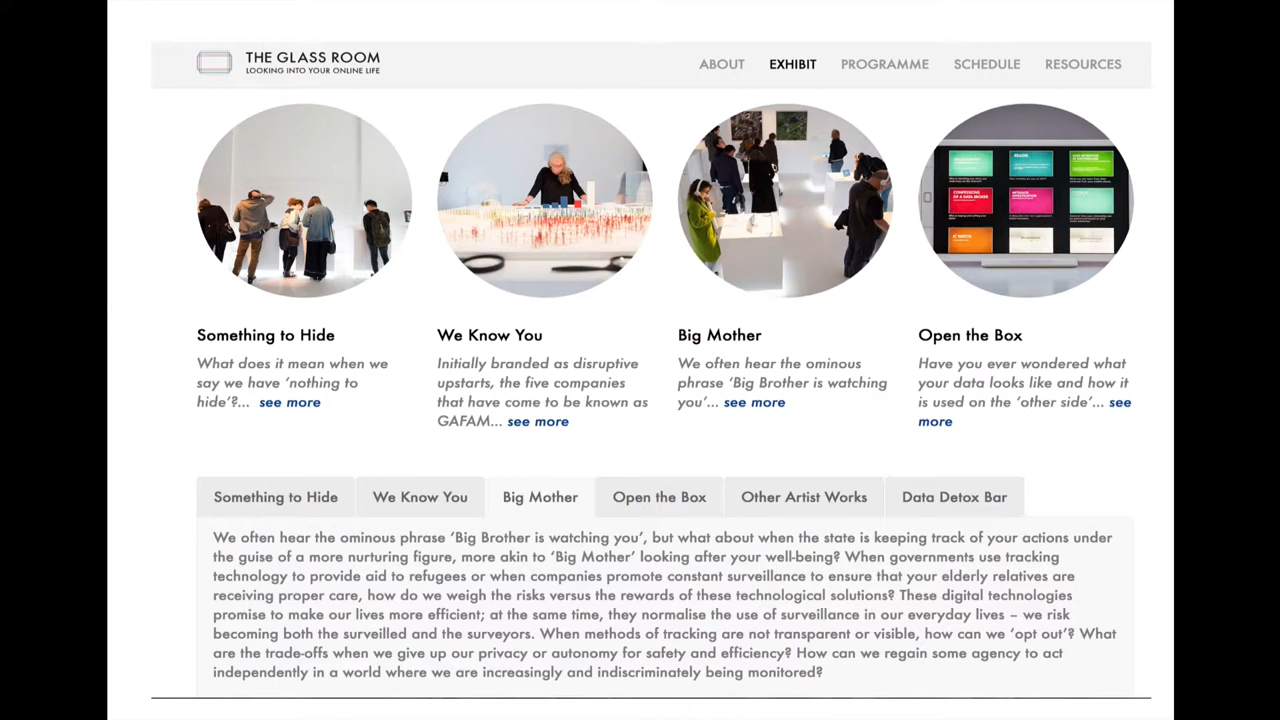 THE GLASS ROOM
LOOKING INTO YOUR ONLINE LIFE
ABOUT
EXHIBIT
PROGRAMME
SCHEDULE
RESOURCES
CONFESSIONS
OF A DATA BROKER
Something to Hide
What does it mean when we
say we have ‘nothing to
hide’?... see more
We Know You
Initially branded as disruptive
upstarts, the five companies
that have come to be known as
GAFAM... see more
Big Mother
We often hear the ominous
phrase ‘Big Brother is watching
you’... see more
Open the Box
Have you ever wondered what
your data looks like and how it
is used on the ‘other side’... see
more
Something to Hide
We Know You
Big Mother
Open the Box
Other Artist Works
Data Detox Bar
We often hear the ominous phrase ‘Big Brother is watching you’, but what about when the state is keeping track of your actions under
the guise of a more nurturing figure, more akin to ‘Big Mother’ looking after your well-being? When governments use tracking
technology to provide aid to refugees or when companies promote constant surveillance to ensure that your elderly relatives are
receiving proper care, how do we weigh the risks versus the rewards of these technological solutions? These digital technologies
promise to make our lives more efficient; at the same time, they normalise the use of surveillance in our everyday lives – we risk
becoming both the surveilled and the surveyors. When methods of tracking are not transparent or visible, how can we ‘opt out’? What
are the trade-offs when we give up our privacy or autonomy for safety and efficiency? How can we regain some agency to act
independently in a world where we are increasingly and indiscriminately being monitored?